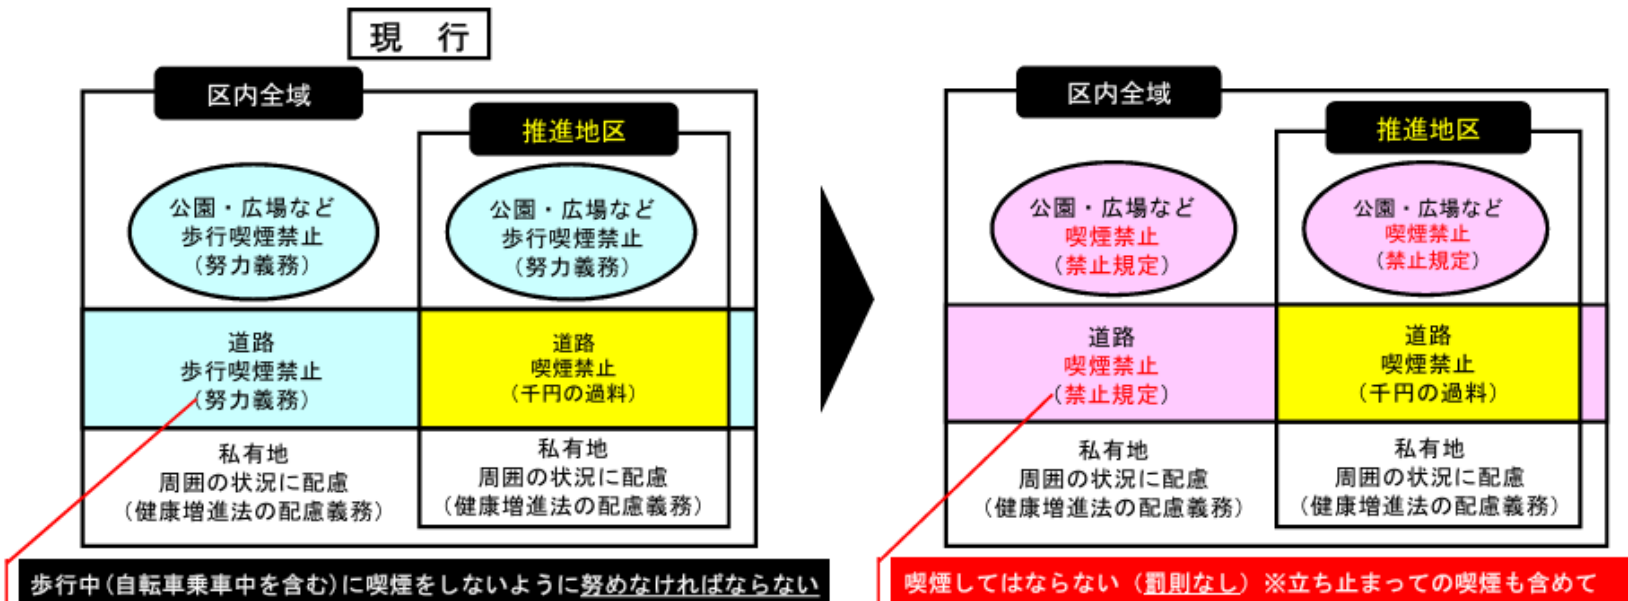 現 行
区内全域
推進地区
公園・広場など
歩行喫煙禁止
(努力義務)
公園・広場など
歩行喫煙禁止
(努力義務)
道路
歩行喫煙禁止
(努力義務)
道路
喫煙禁止
(千円の過料)
私有地
周囲の状況に配慮
(健康増進法の配慮義務)
私有地
周囲の状況に配慮
(健康増進法の配慮義務)
歩行中(自転車乗車中を含む)に喫煙をしないように努めなければならない
区内全域
推進地区
公園・広場など
喫煙禁止
(禁止規定)
公園・広場など
喫煙禁止
(禁止規定)
道路
喫煙禁止
(禁止規定)
道路
喫煙禁止
(千円の過料)
私有地
周囲の状況に配慮
(健康増進法の配慮義務)
私有地
周囲の状況に配慮
(健康増進法の配慮義務)
喫煙してはならない(罰則なし)※立ち止まっての喫煙も含めて